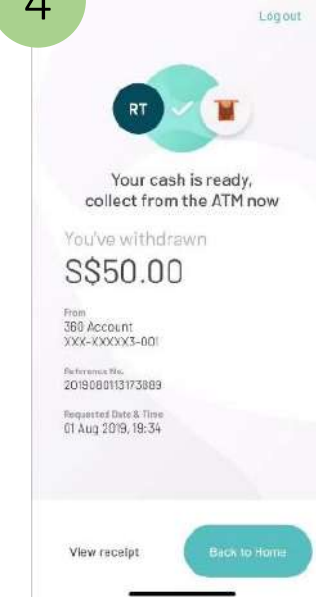 4
Log out
RT
Your cash is ready,
collect from the ATM now
You've withdrawn
S$50.00
From
360 Account
XXX-XXXXX3-001
Reference No.
2019080113173889
Requested Date & Time
01 Aug 2019, 19:34
View receipt
Back to Home